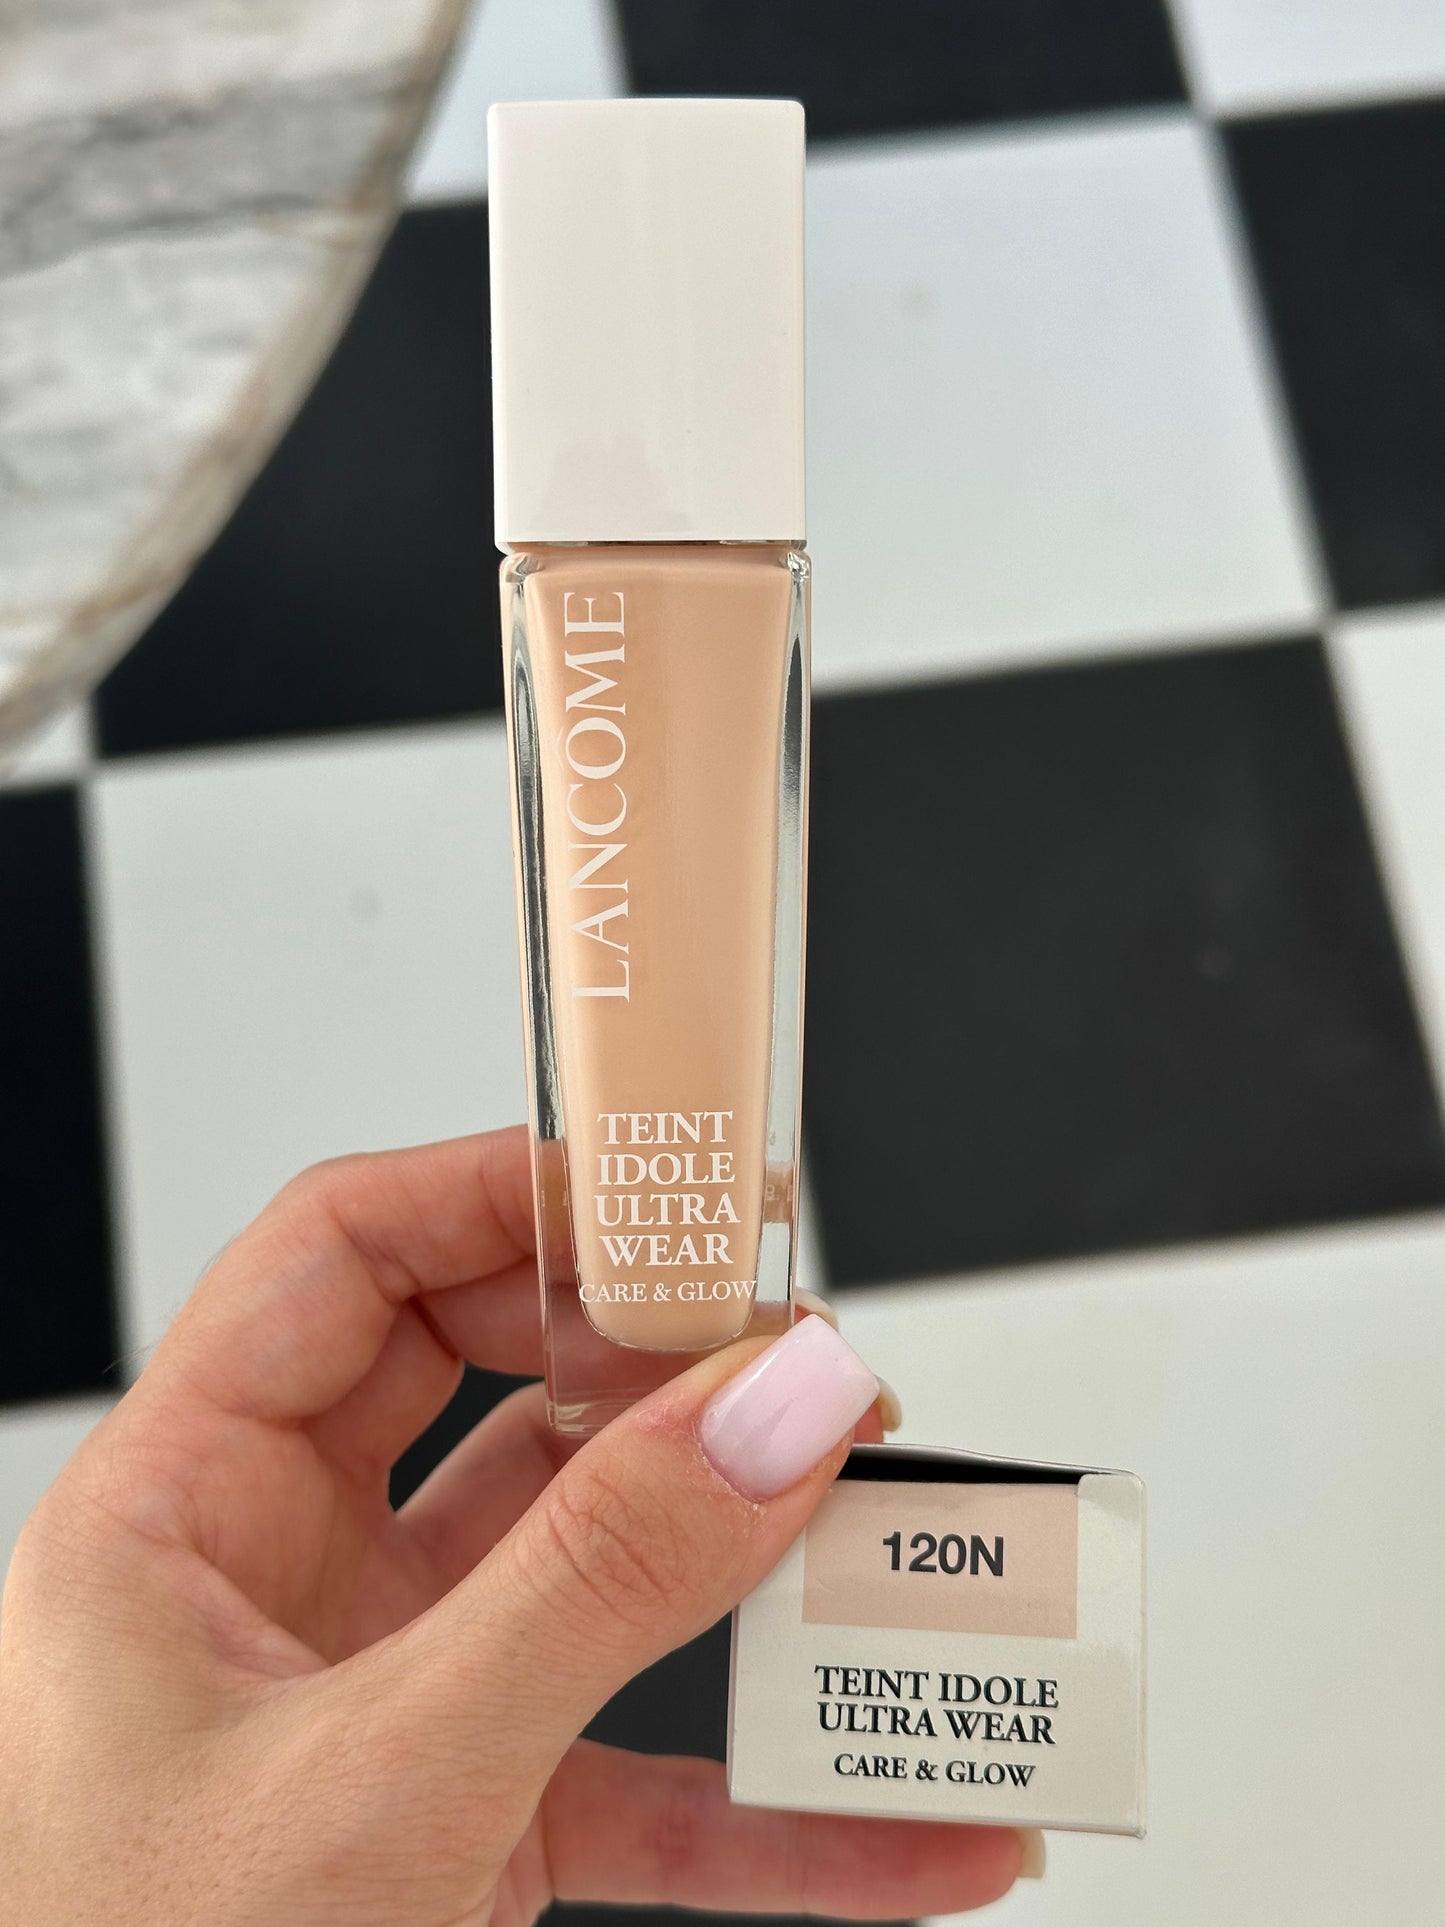 LANCÔME
TEINT
IDOLE
ULTRA
WEAR
CARE & GLOW
120N
TEINT IDOLE
ULTRA WEAR
CARE & GLOW